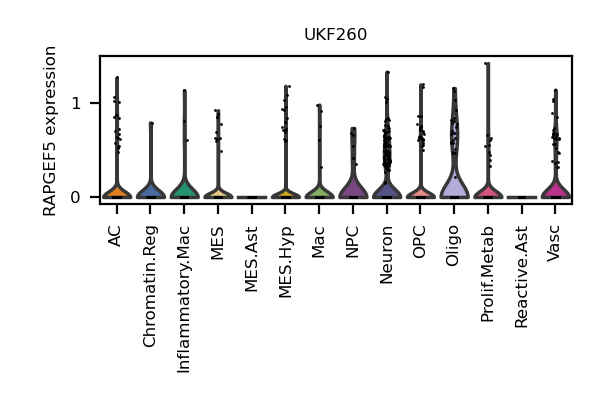 UKF260
RAPGEF5 expression
1
0
AC
Chromatin.Reg
Inflammatory.Mac
MES
MES.Ast
MES.Hyp
Mac
NPC
Neuron
OPC
Oligo
Prolif.Metab
Reactive.Ast
Vasc